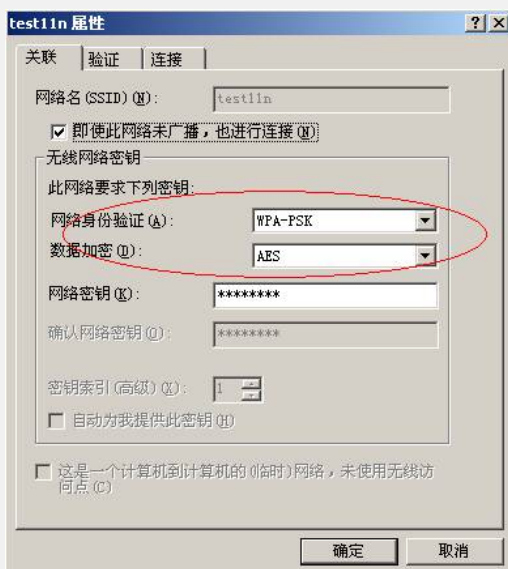 test11n 属性
关联 验证 连接
网络名(SSID)(N): test11n
即使此网络未广播，也进行连接(N)
无线网络密钥
此网络要求下列密钥:
网络身份验证(A): WPA-PSK
数据加密(D): AES
网络密钥(K): ********
确认网络密钥(O): ********
密钥索引(高级)(X): 1
自动为我提供此密钥(H)
这是一个计算机到计算机的(临时)网络，未使用无线访
问点(C)
确定 取消